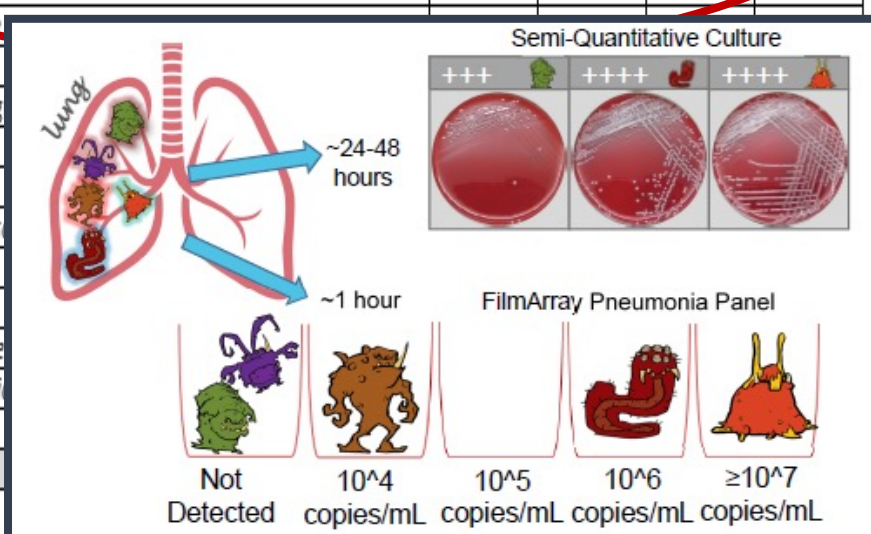 Semi-Quantitative Culture
+++ ++++ ++++
lung
~24-48
hours
~1 hour
FilmArray Pneumonia Panel
Not
Detected
10^4
copies/mL
10^5
copies/mL
10^6
copies/mL
≥10^7
copies/mL